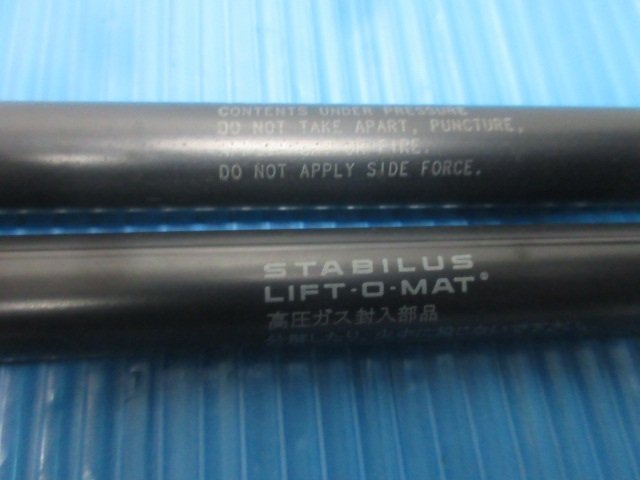 CONTENTS UNDER PRESSURE
DO NOT TAKE APART, PUNCTURE,
FIRE.
DO NOT APPLY SIDE FORCE.
STABILUS
LIFT-O-MAT®
高圧ガス封入部品